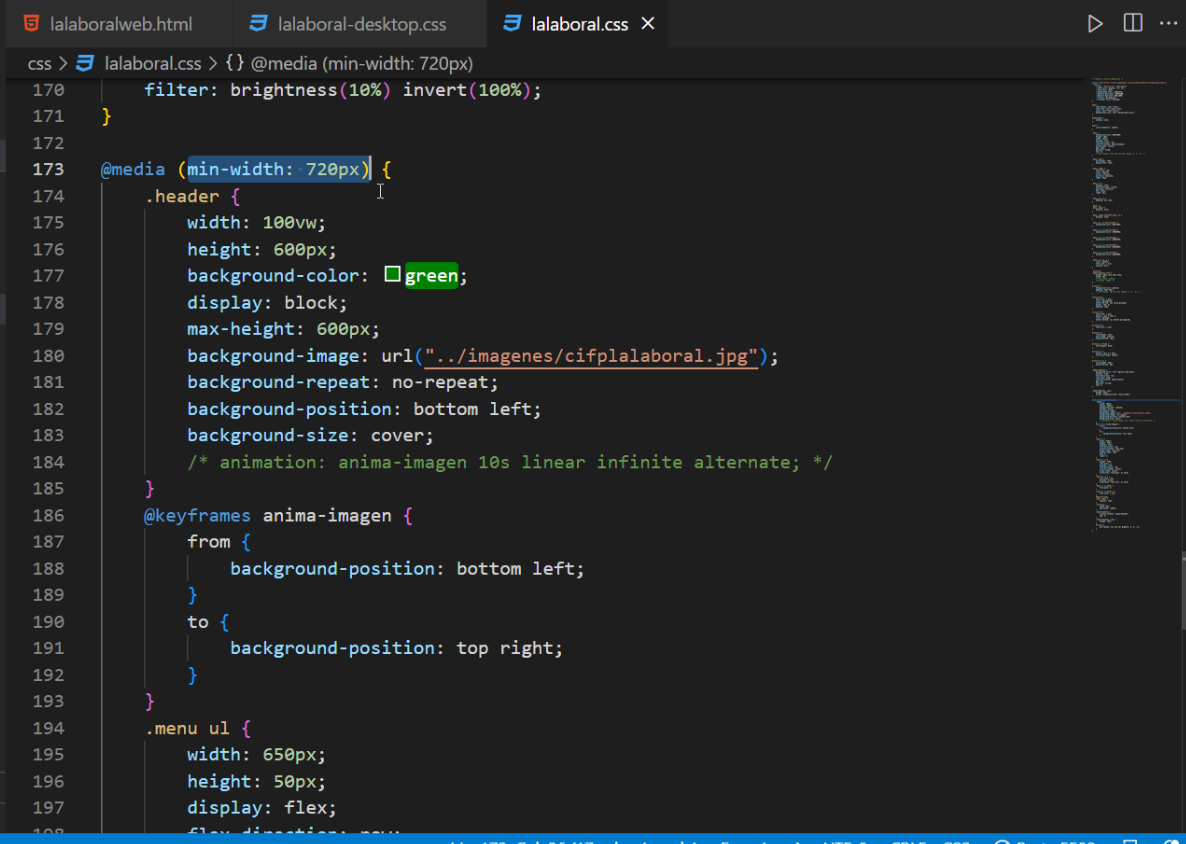 lalaboralweb.html lalaboral-desktop.css lalaboral.css
css > lalaboral.css > {} @media (min-width: 720px)
170 filter: brightness(10%) invert(100%);
171 }
172
173 @media (min-width: 720px) {
174 .header {
175 width: 100vw;
176 height: 600px;
177 background-color: green;
178 display: block;
179 max-height: 600px;
180 background-image: url("../imagenes/cifplalaboral.jpg");
181 background-repeat: no-repeat;
182 background-position: bottom left;
183 background-size: cover;
184 /* animation: anima-imagen 10s linear infinite alternate; */
185 }
186 @keyframes anima-imagen {
187 from {
188 background-position: bottom left;
189 }
190 to {
191 background-position: top right;
192 }
193 }
194 .menu ul {
195 width: 650px;
196 height: 50px;
197 display: flex;
198 flex-direction: row;